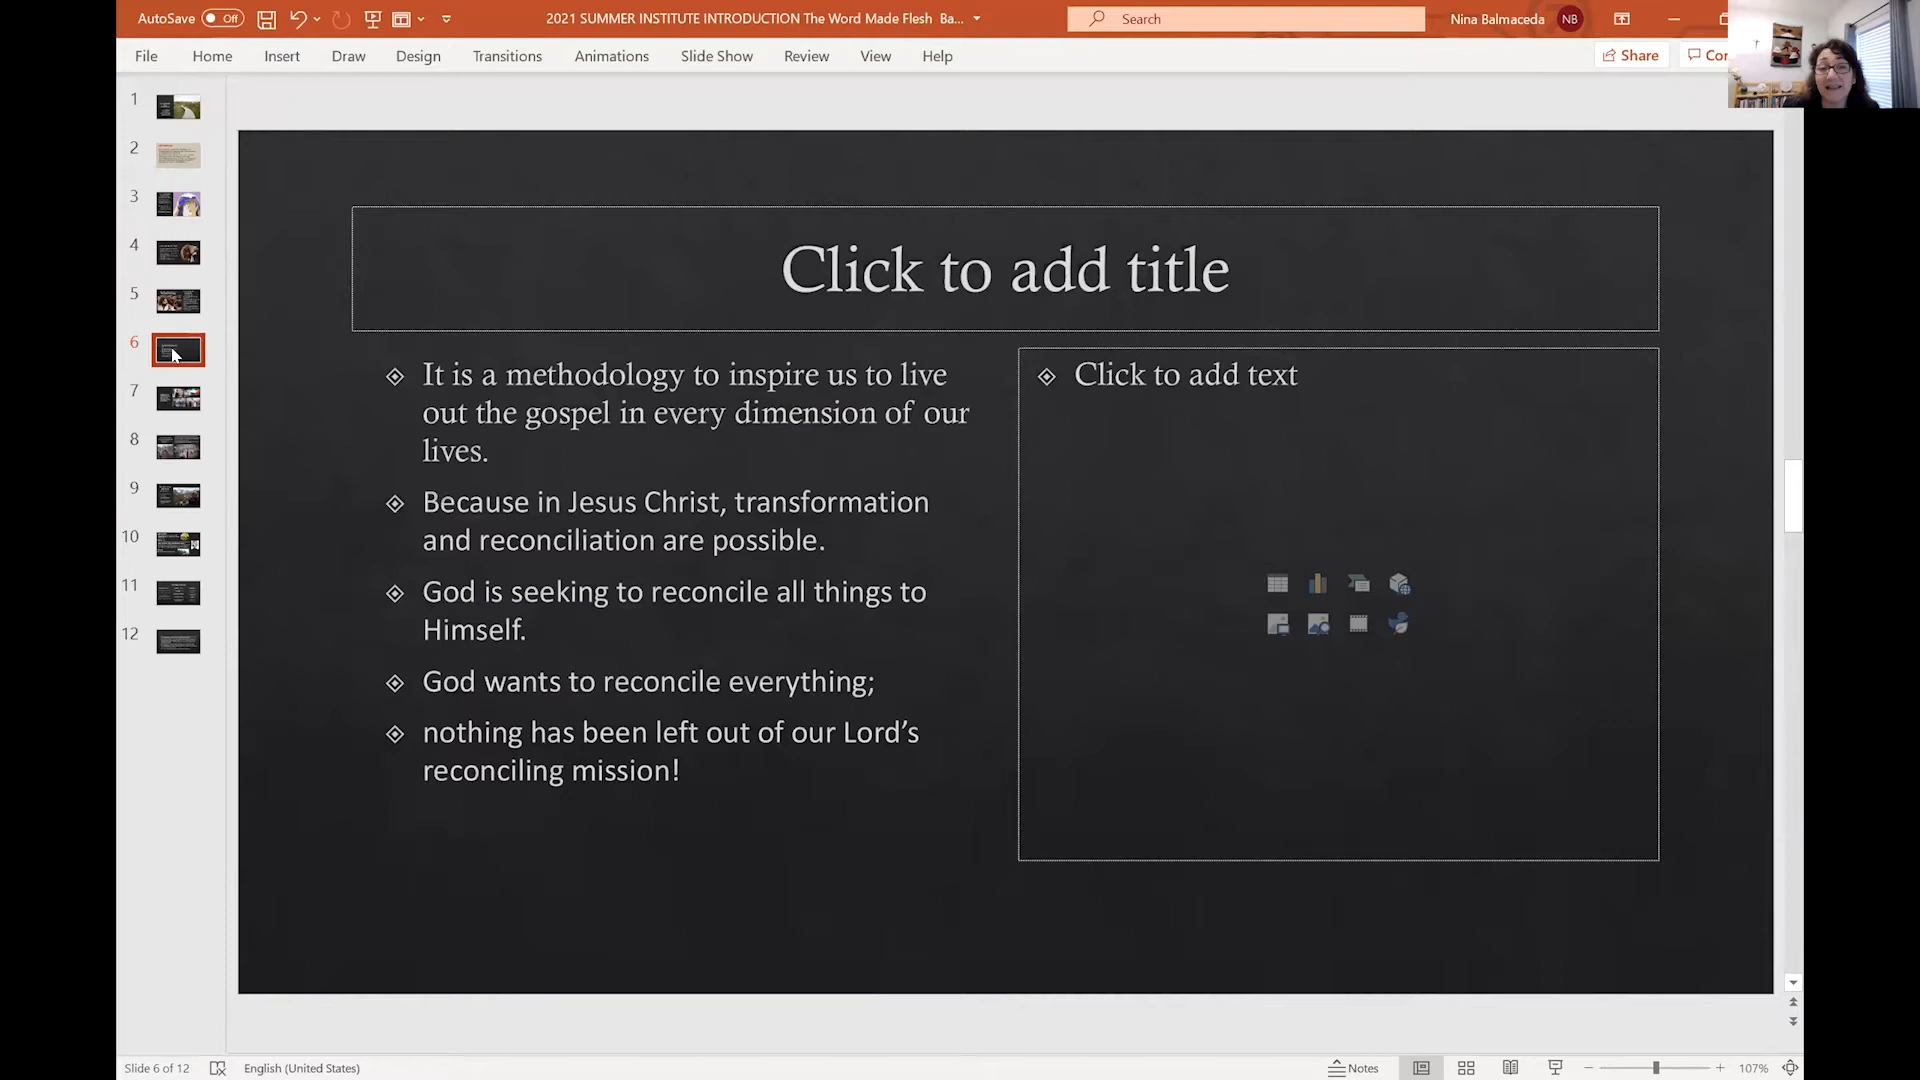 AutoSave Off 2021 SUMMER INSTITUTE INTRODUCTION The Word Made Flesh Ba... Search Nina Balmaceda NB
File Home Insert Draw Design Transitions Animations Slide Show Review View Help Share
1
2
3
4
5
6
7
8
9
10
11
12
Click to add title
It is a methodology to inspire us to live
out the gospel in every dimension of our
lives.
Because in Jesus Christ, transformation
and reconciliation are possible.
God is seeking to reconcile all things to
Himself.
God wants to reconcile everything;
nothing has been left out of our Lord’s
reconciling mission!
Click to add text
Slide 6 of 12 English (United States) Notes 107%